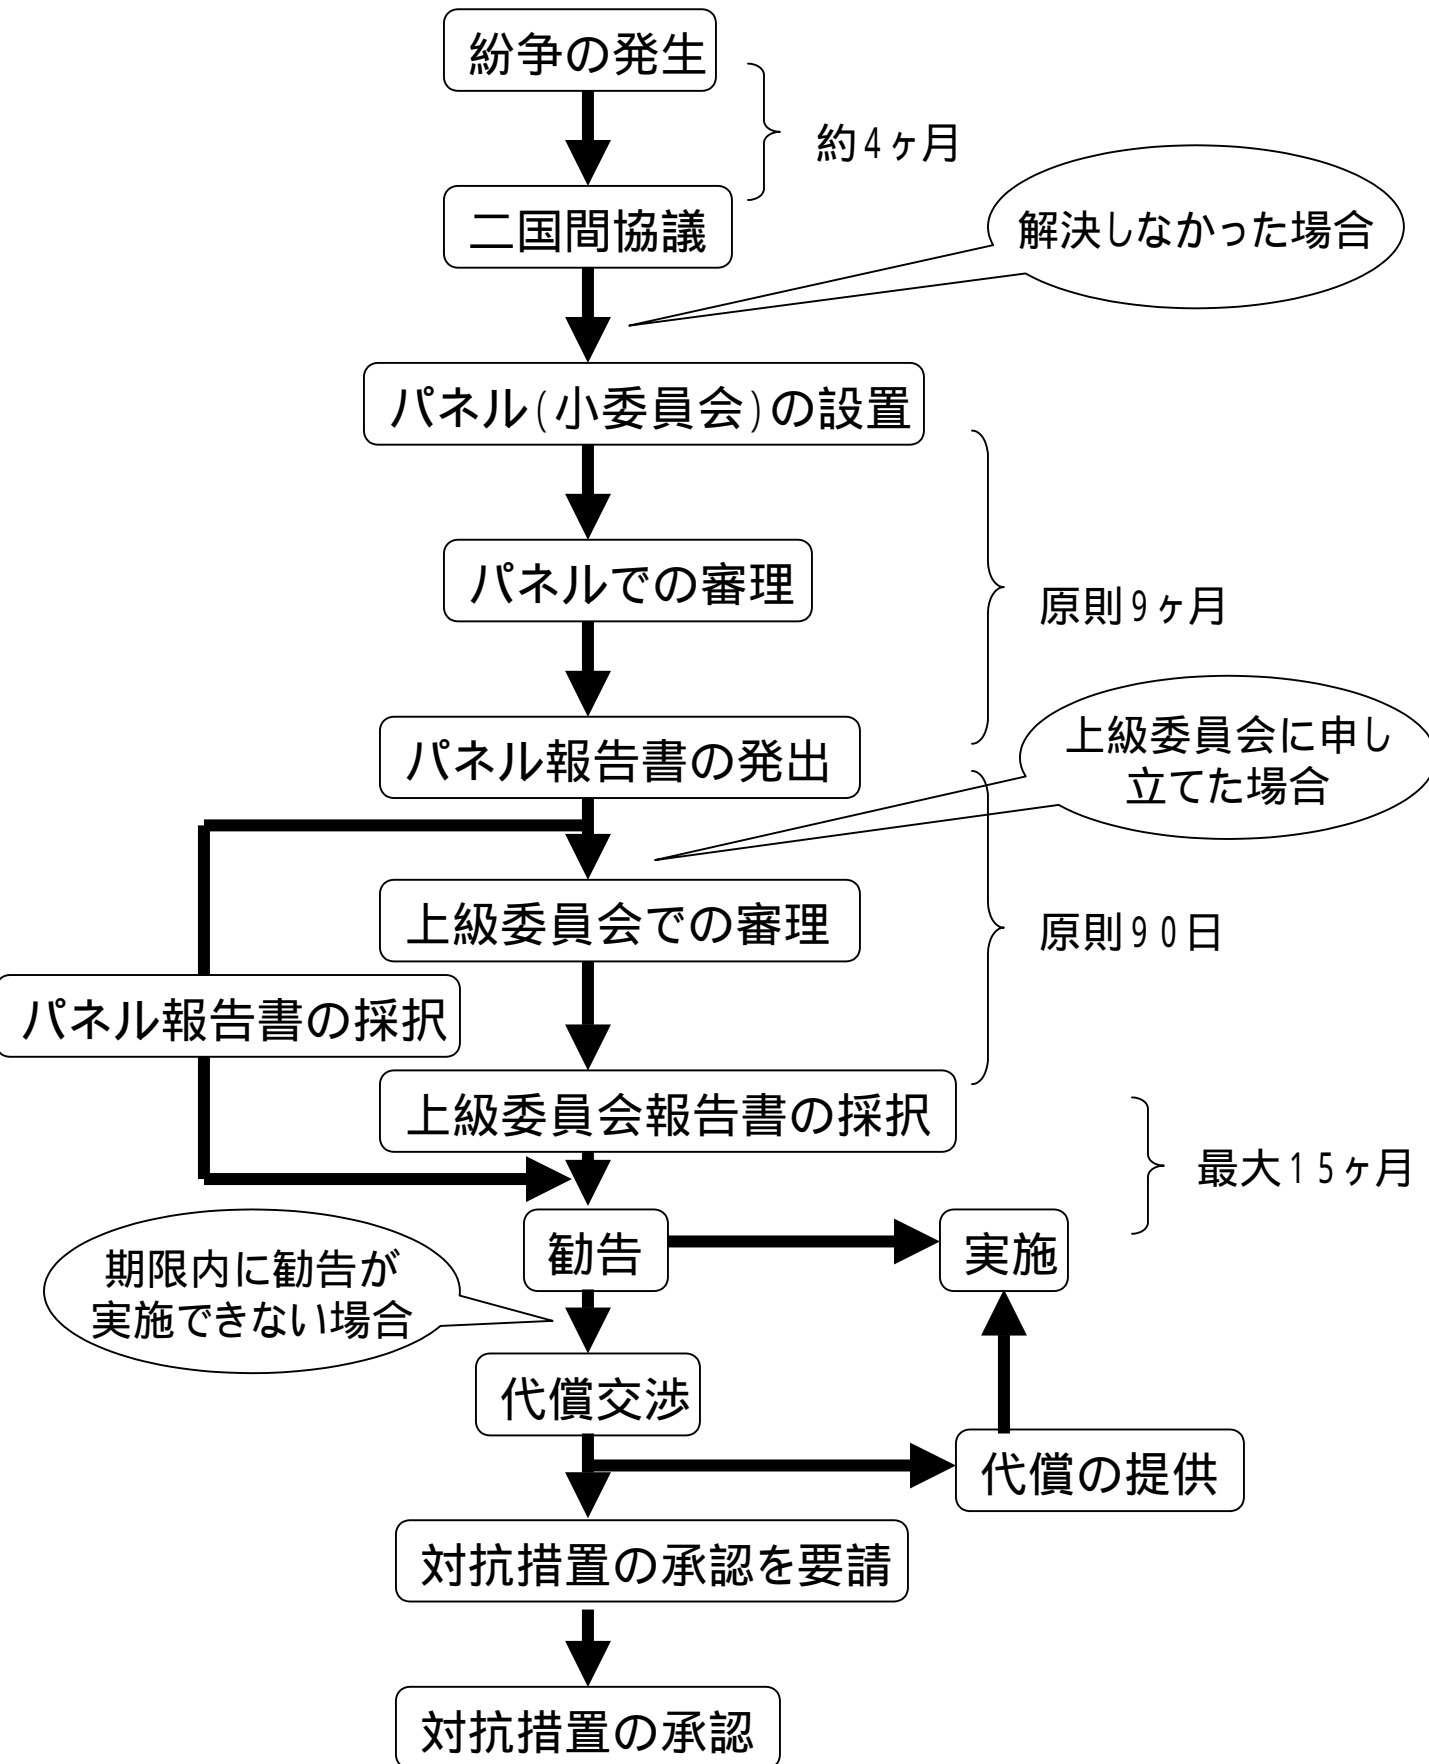 紛争の発生
約4ヶ月
二国間協議
解決しなかった場合
パネル(小委員会)の設置
パネルでの審理
原則9ヶ月
パネル報告書の発出
上級委員会に申し
立てた場合
上級委員会での審理
原則90日
パネル報告書の採択
上級委員会報告書の採択
最大15ヶ月
勧告
実施
期限内に勧告が
実施できない場合
代償交渉
代償の提供
対抗措置の承認を要請
対抗措置の承認